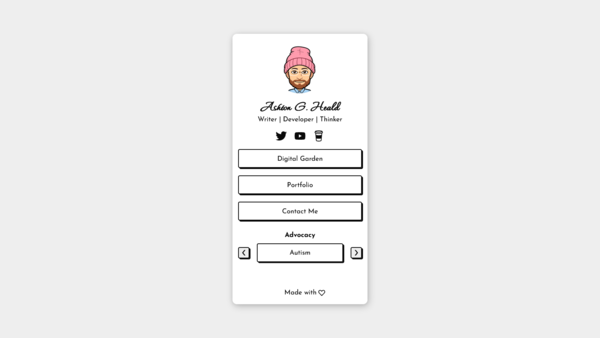 Ashton G. Heald
Writer | Developer | Thinker
Digital Garden
Portfolio
Contact Me
Advocacy
Autism
Made with